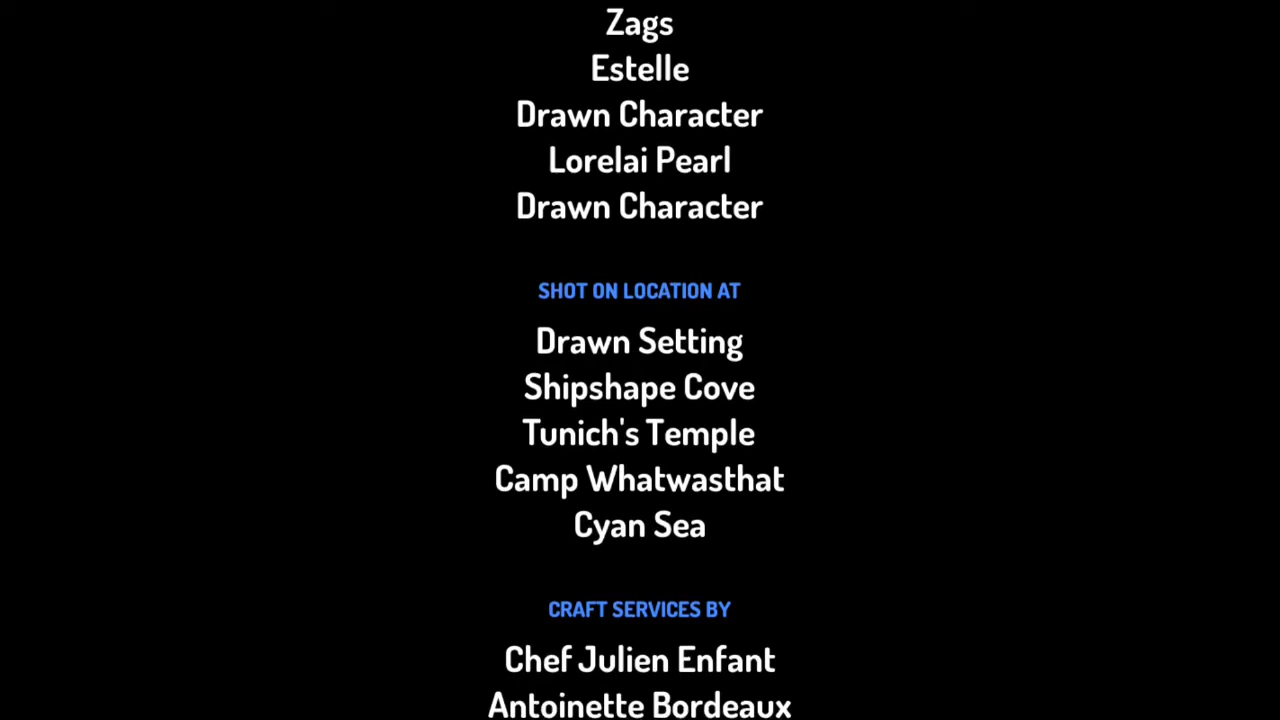 Zags
Estelle
Drawn Character
Lorelai Pearl
Drawn Character
SHOT ON LOCATION AT
Drawn Setting
Shipshape Cove
Tunich's Temple
Camp Whatwasthat
Cyan Sea
CRAFT SERVICES BY
Chef Julien Enfant
Antoinette Bordeaux